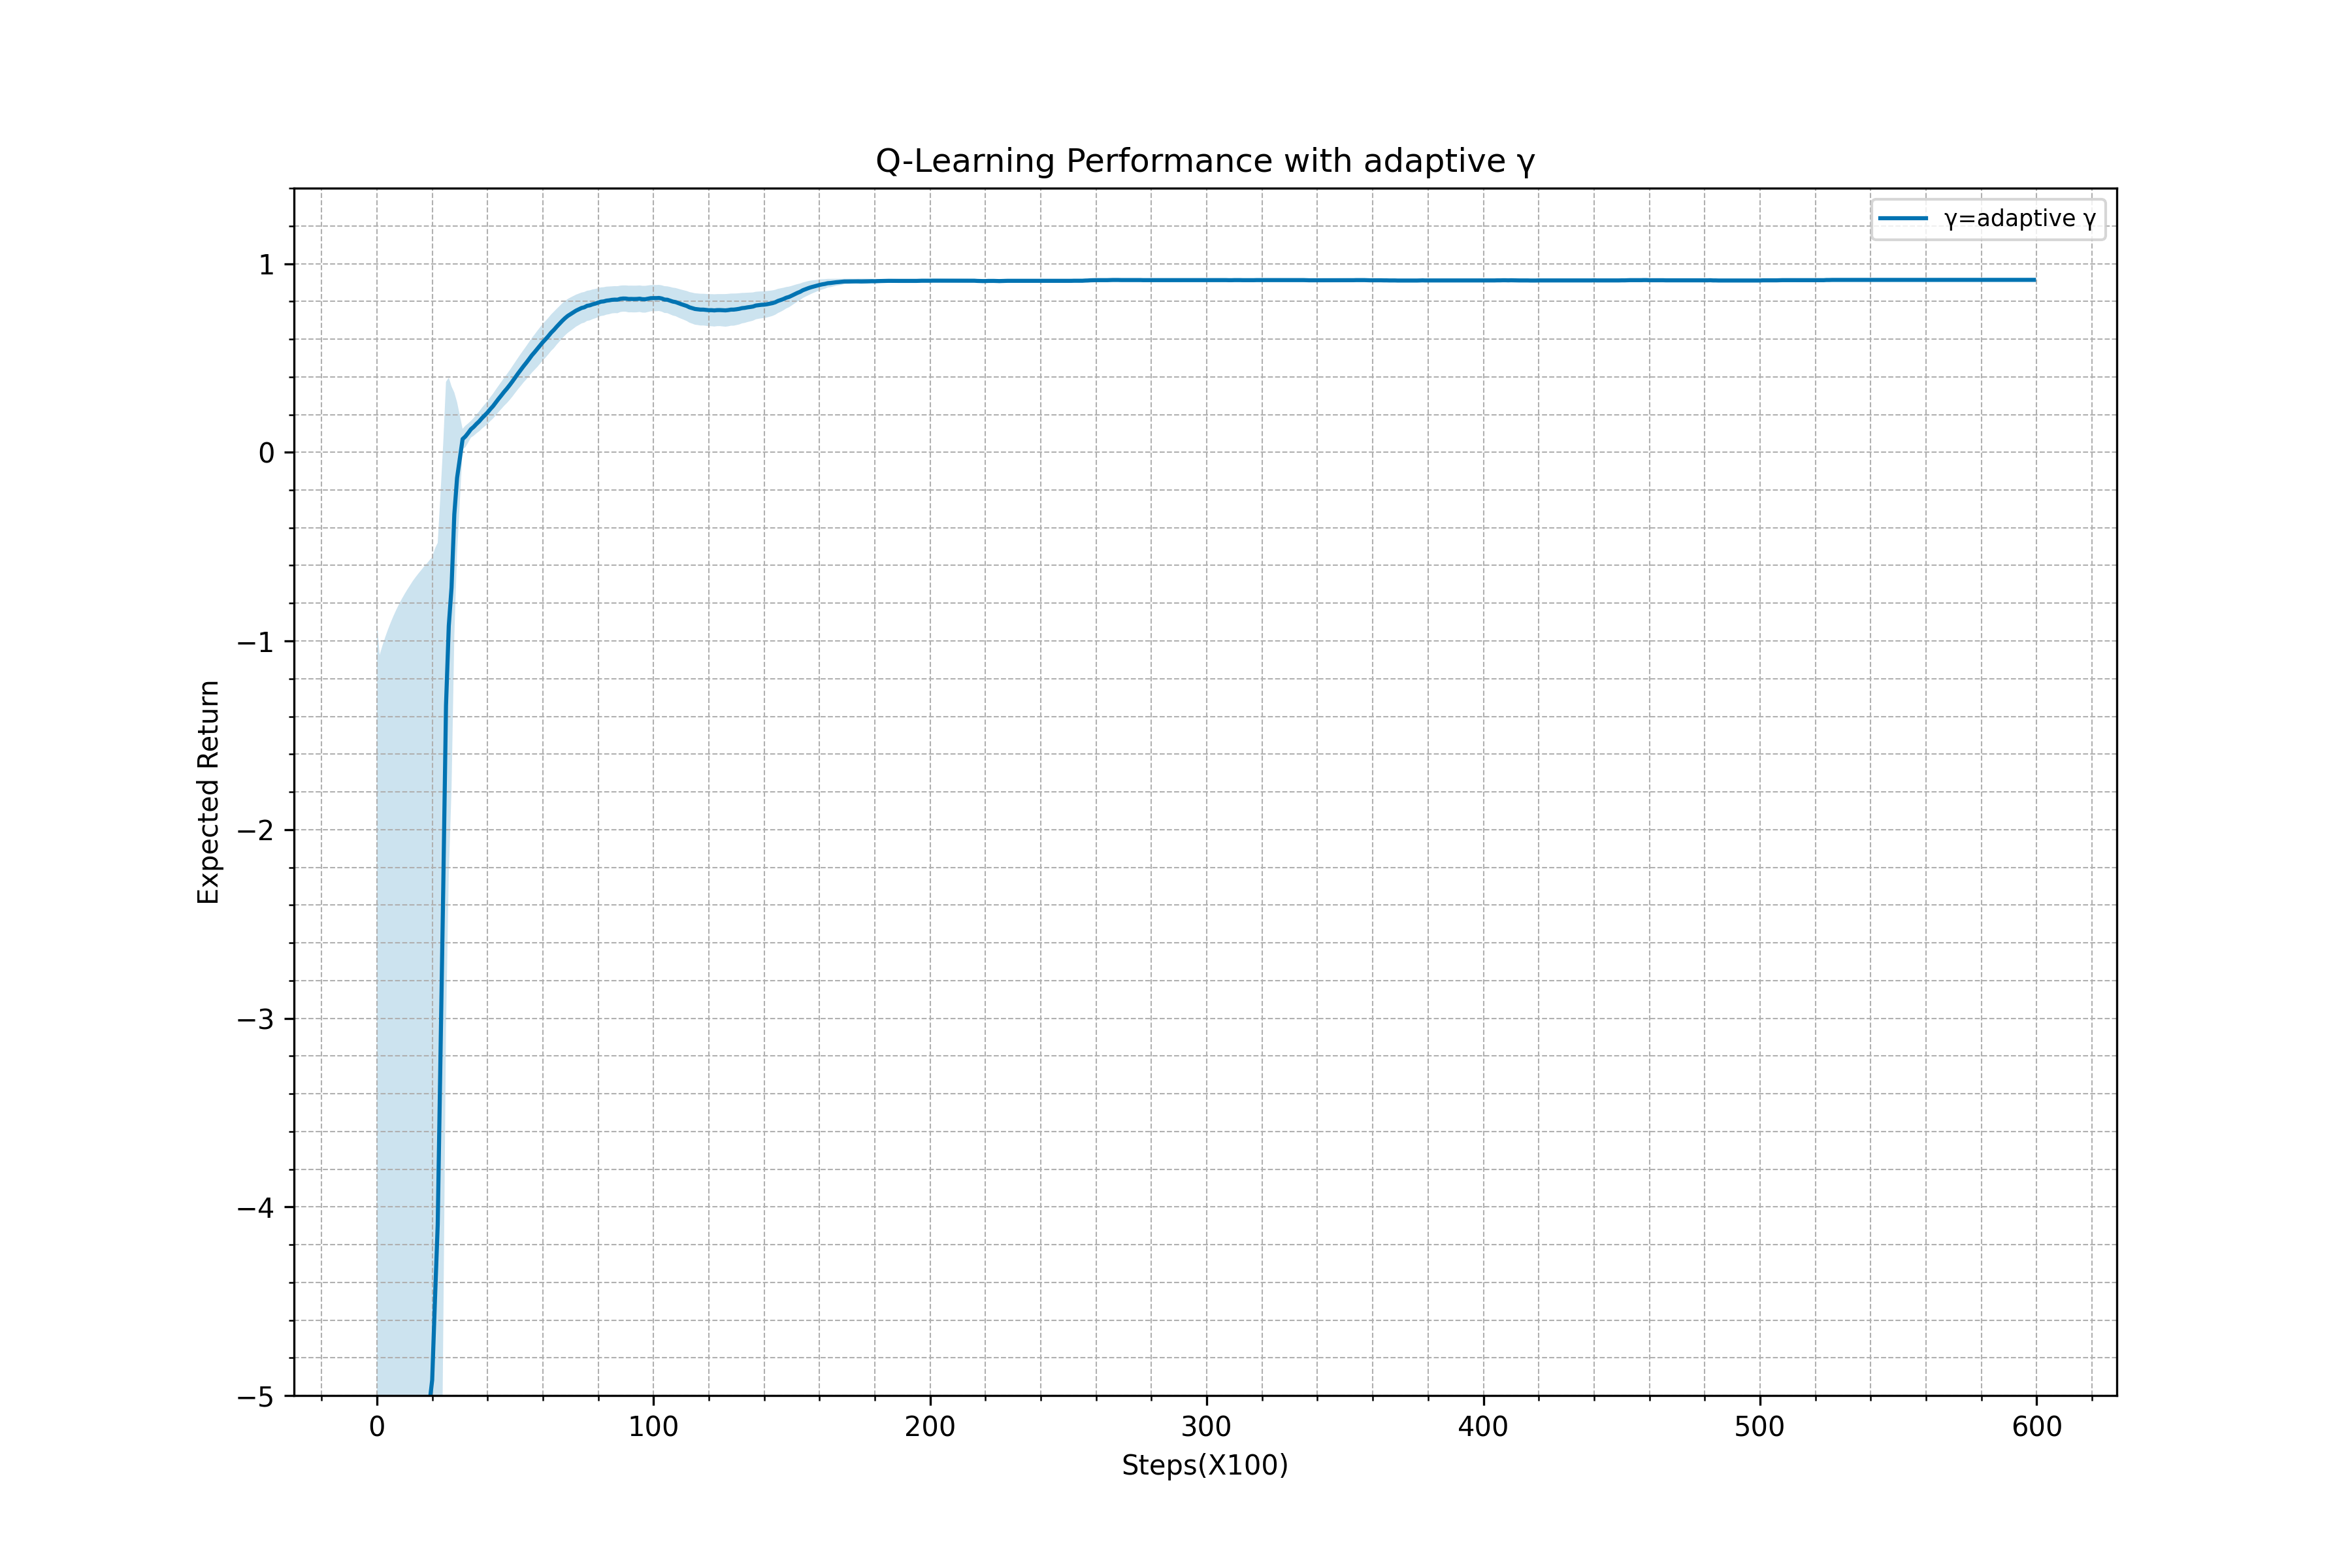 Q-Learning Performance with adaptive γ
γ=adaptive γ
1
0
−1
−2
−3
−4
−5
Expected Return
0 100 200 300 400 500 600
Steps(X100)